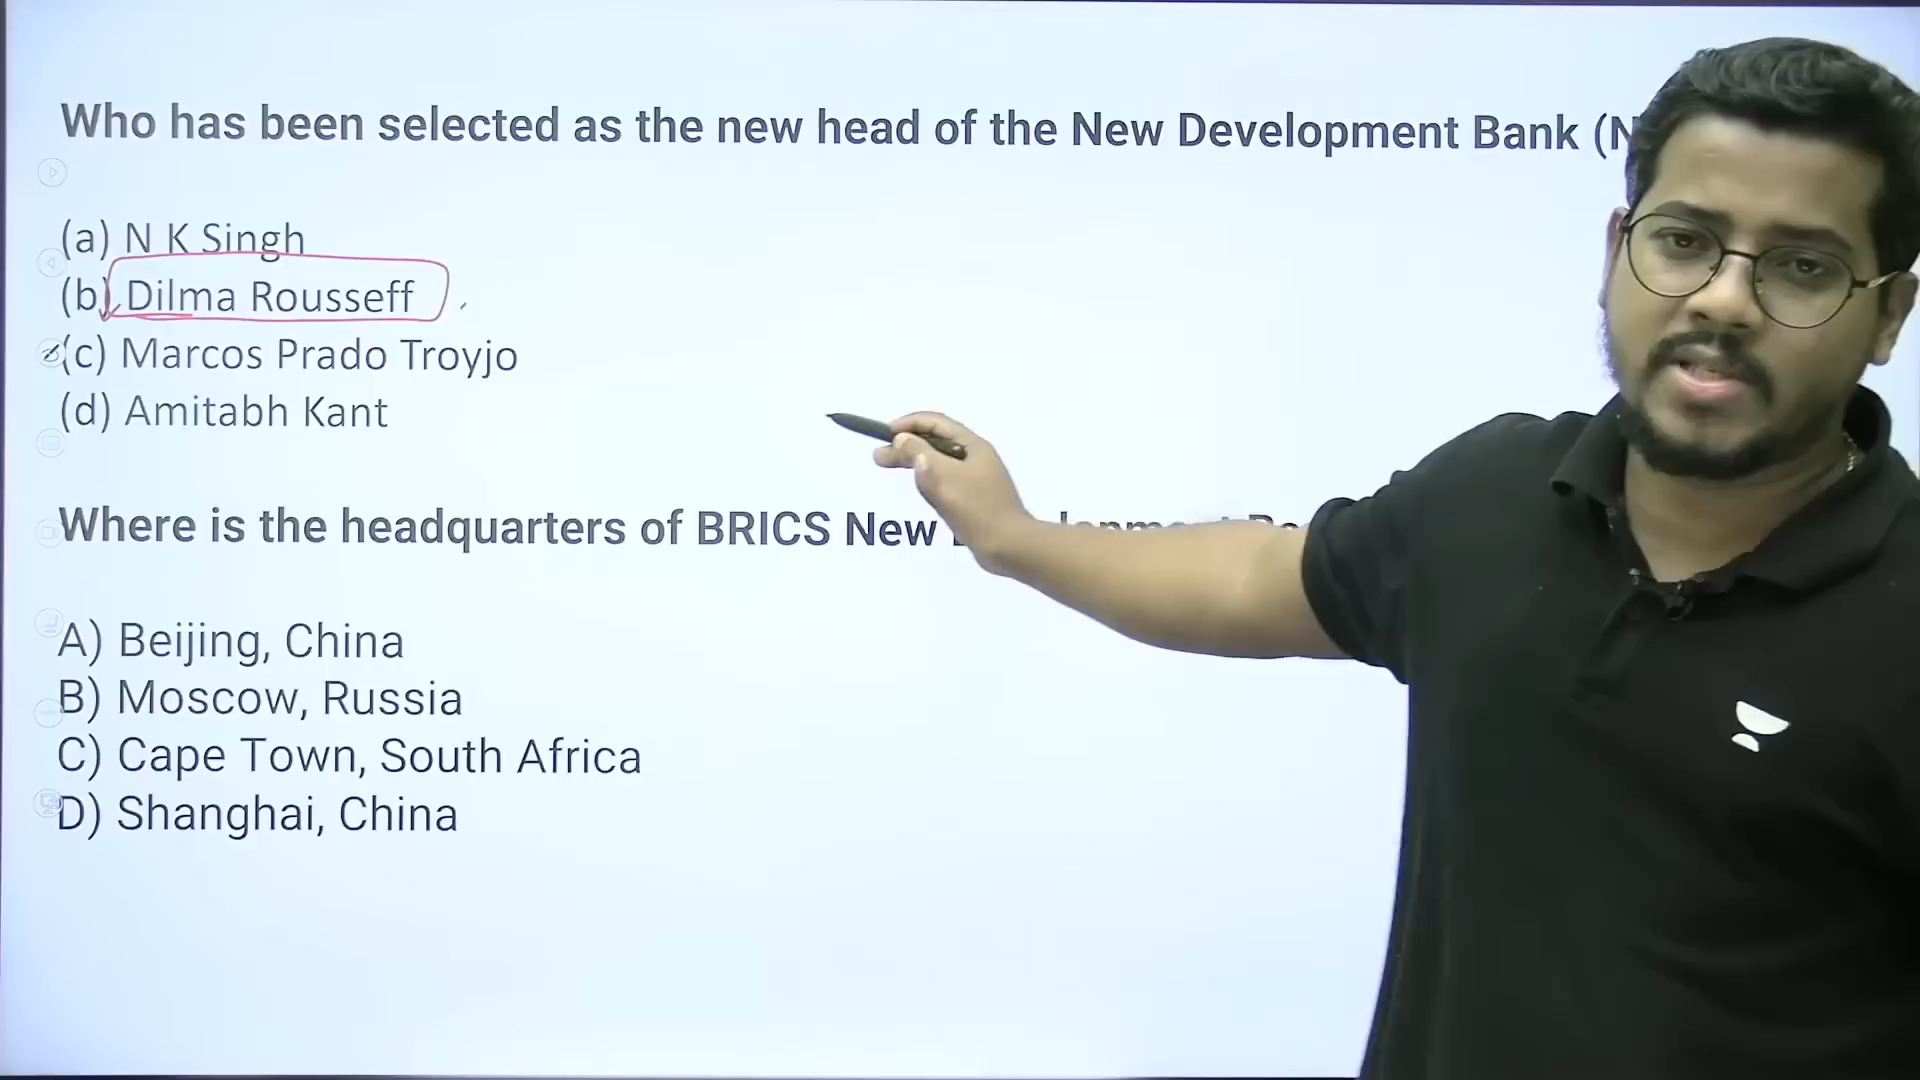 Who has been selected as the new head of the New Development Bank
(a) N K Singh
(b) Dilma Rousseff
(c) Marcos Prado Troyjo
(d) Amitabh Kant
Where is the headquarters of BRICS New
A) Beijing, China
B) Moscow, Russia
C) Cape Town, South Africa
D) Shanghai, China